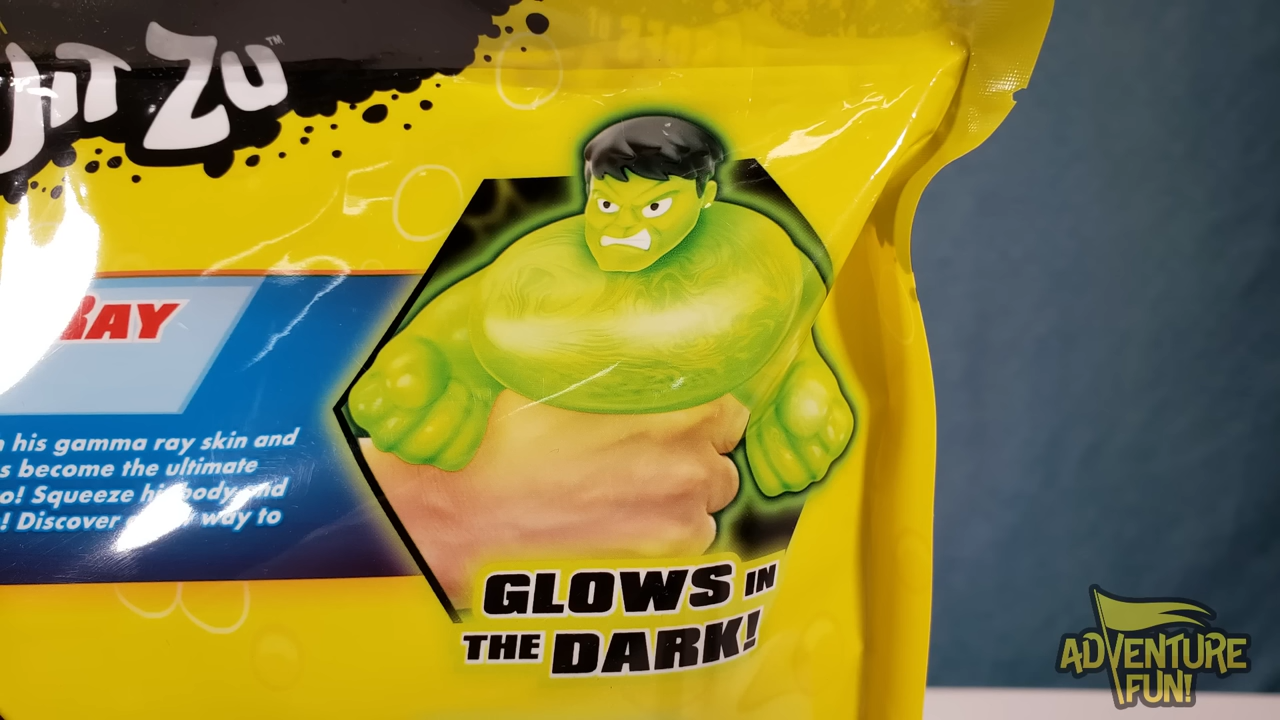 JIT ZU™
RAY
his gamma ray skin and
s become the ultimate
o! Squeeze his body and
! Discover way to
GLOWS IN
THE DARK!
ADVENTURE
FUN!